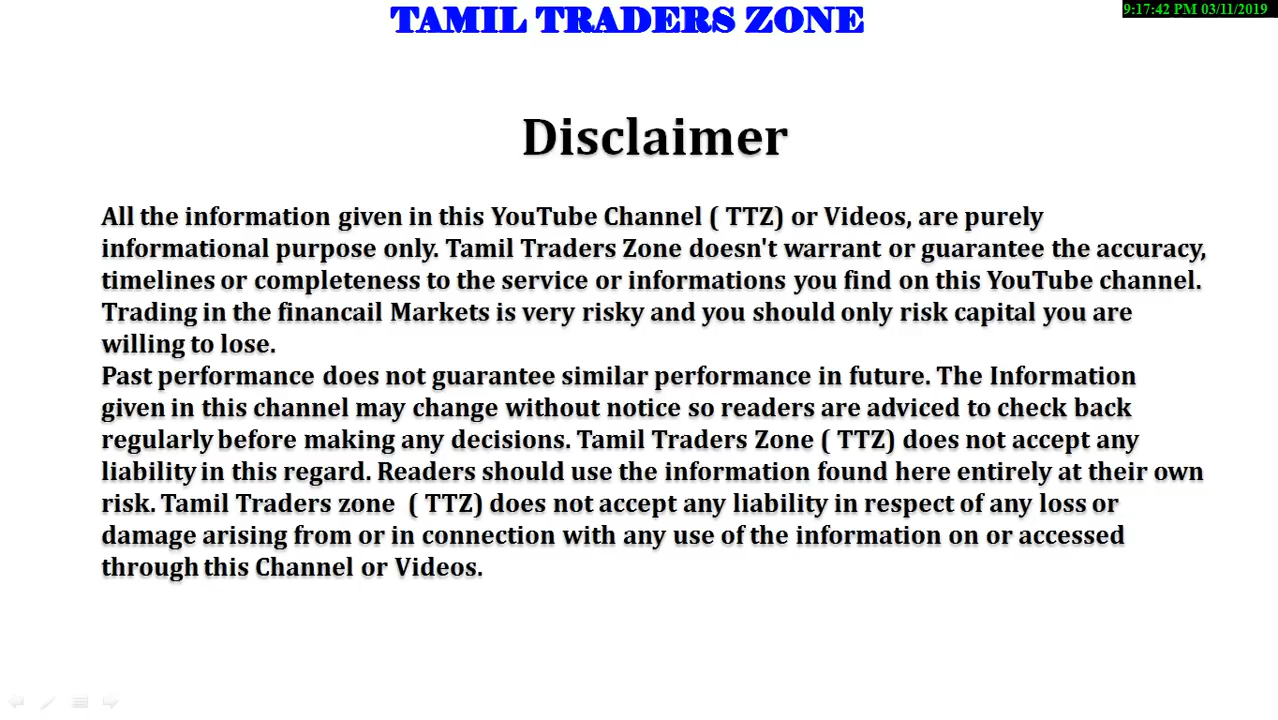 TAMIL TRADERS ZONE
9:17:42 PM 03/11/2019
Disclaimer
All the information given in this YouTube Channel ( TTZ) or Videos, are purely
informational purpose only. Tamil Traders Zone doesn't warrant or guarantee the accuracy,
timelines or completeness to the service or informations you find on this YouTube channel.
Trading in the financail Markets is very risky and you should only risk capital you are
willing to lose.
Past performance does not guarantee similar performance in future. The Information
given in this channel may change without notice so readers are adviced to check back
regularly before making any decisions. Tamil Traders Zone ( TTZ) does not accept any
liability in this regard. Readers should use the information found here entirely at their own
risk. Tamil Traders zone  ( TTZ) does not accept any liability in respect of any loss or
damage arising from or in connection with any use of the information on or accessed
through this Channel or Videos.